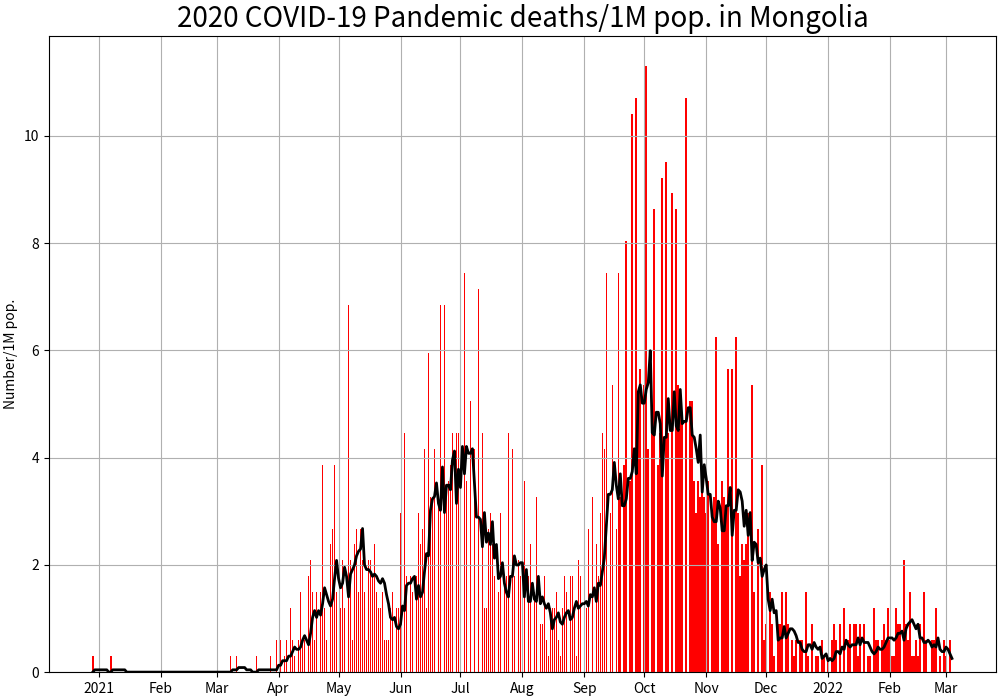 2020 COVID-19 Pandemic deaths/1M pop. in Mongolia
Number/1M pop.
10
8
6
4
2
0
2021 Feb Mar Apr May Jun Jul Aug Sep Oct Nov Dec 2022 Feb Mar